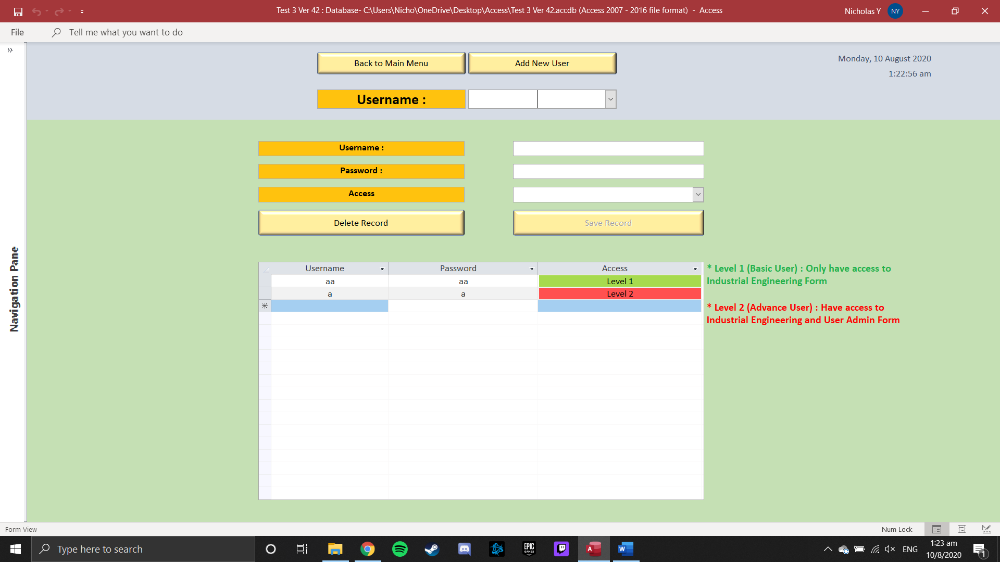 Test 3 Ver 42 : Database- C:\Users\Nicho\OneDrive\Desktop\Access\Test 3 Ver 42.accdb (Access 2007 - 2016 file format)  -  Access
Nicholas Y
NY
File
Tell me what you want to do
Back to Main Menu
Add New User
Monday, 10 August 2020
1:22:56 am
Username :
Username :
Password :
Access
Delete Record
Save Record
Navigation Pane
Username Password Access
aa aa Level 1
a a Level 2
* Level 1 (Basic User) : Only have access to
Industrial Engineering Form
* Level 2 (Advance User) : Have access to
Industrial Engineering and User Admin Form
Form View
Num Lock
Type here to search
EPIC
GAMES
A
W
ENG
1:23 am
10/8/2020
1